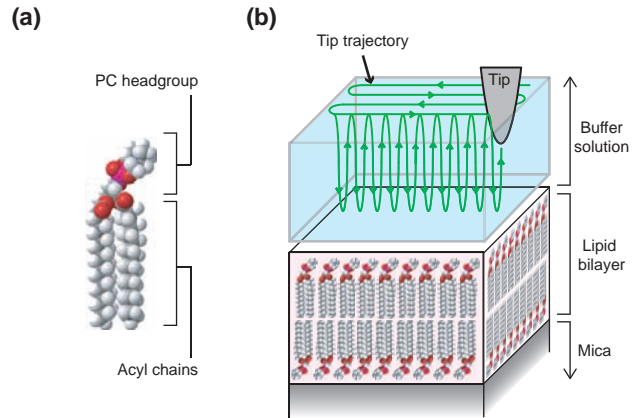 (a)
PC headgroup
Acyl chains
(b)
Tip trajectory
Tip
Buffer
solution
Lipid
bilayer
Mica